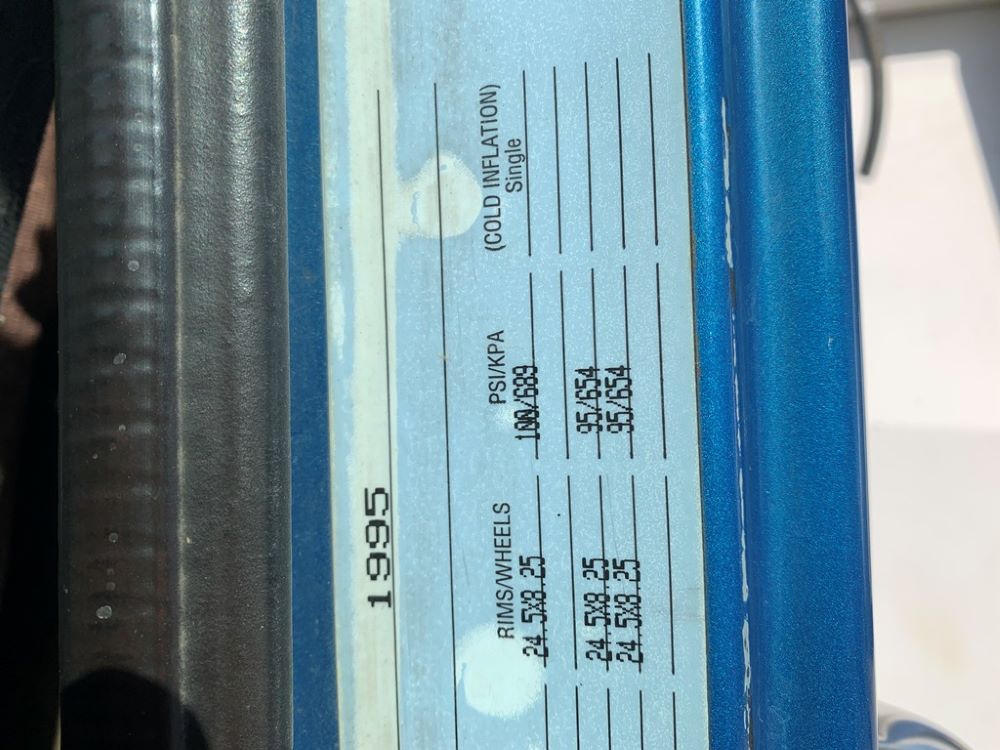 1995
RIMS/WHEELS PSI/KPA (COLD INFLATION)
Single
24.5X8.25 100/689
24.5X8.25 95/654
24.5X8.25 95/654